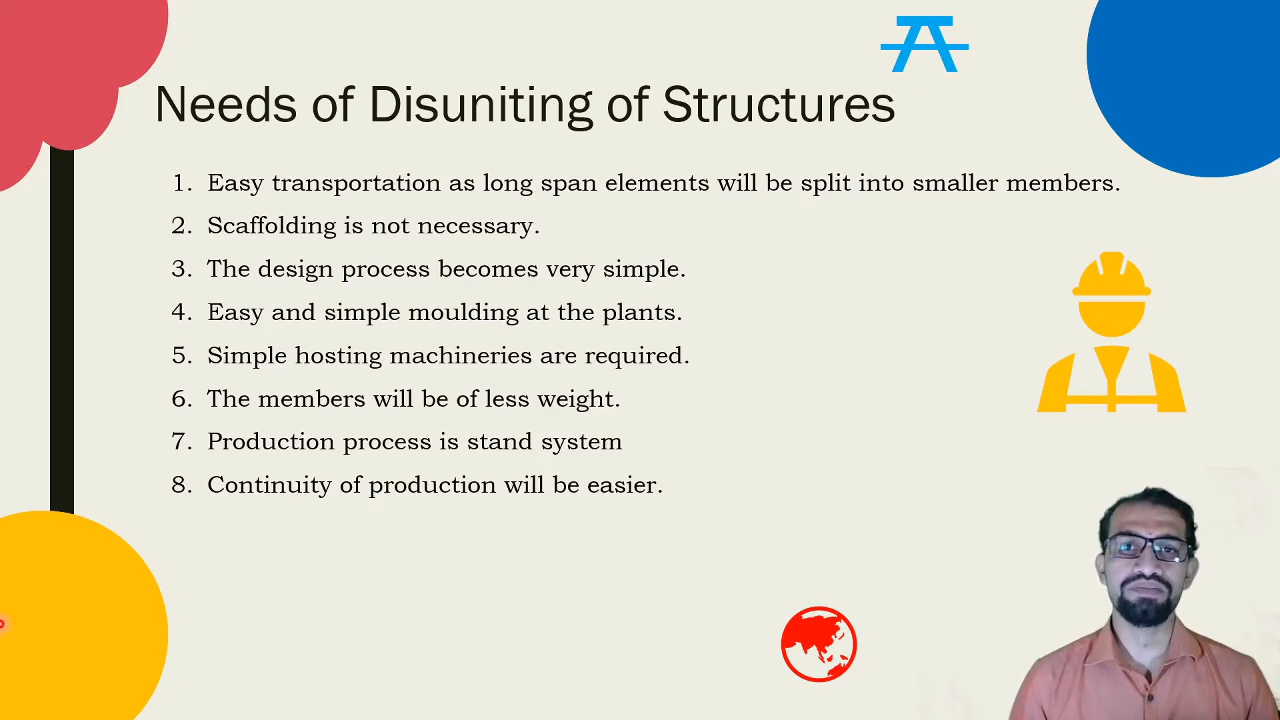 Needs of Disuniting of Structures
1. Easy transportation as long span elements will be split into smaller members.
2. Scaffolding is not necessary.
3. The design process becomes very simple.
4. Easy and simple moulding at the plants.
5. Simple hosting machineries are required.
6. The members will be of less weight.
7. Production process is stand system
8. Continuity of production will be easier.